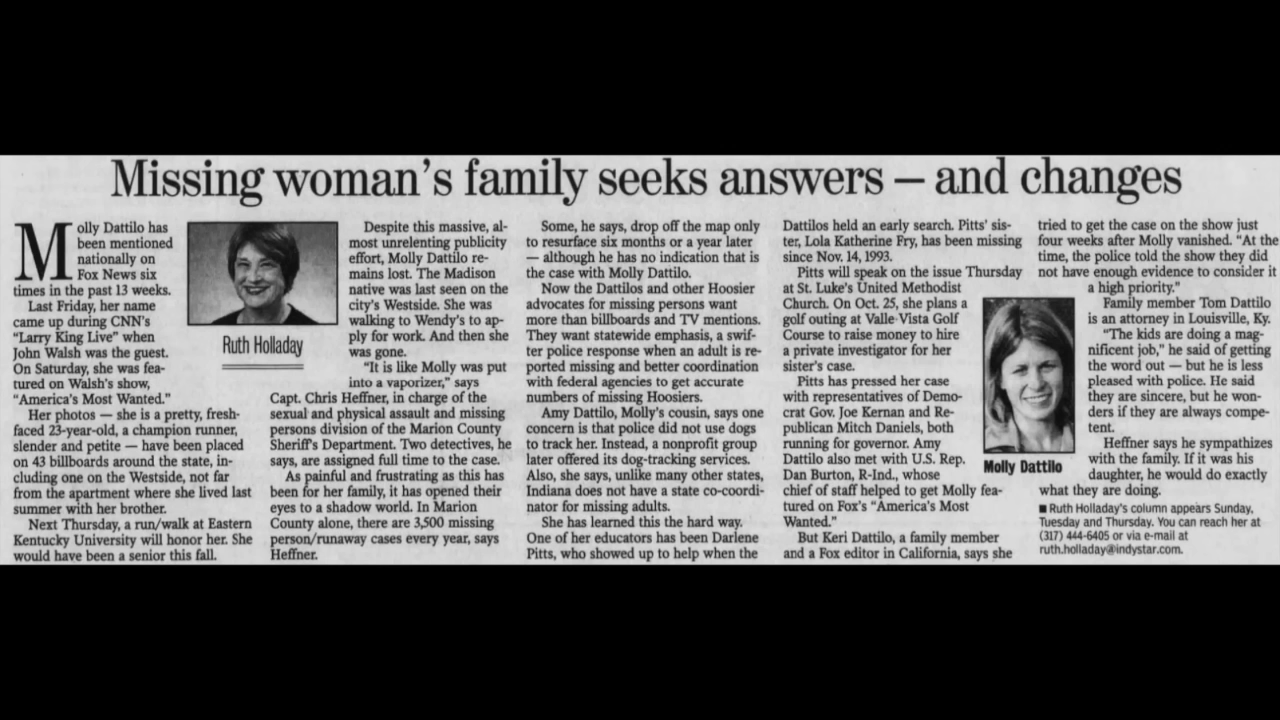 Missing woman's family seeks answers – and changes
Molly Dattilo has
been mentioned
nationally on
Fox News six
times in the past 13 weeks.
Last Friday, her name
came up during CNN's
"Larry King Live" when
John Walsh was the guest.
On Saturday, she was fea-
tured on Walsh's show,
"America's Most Wanted."
Her photos — she is a pretty, fresh-
faced 23-year-old, a champion runner,
slender and petite — have been placed
on 43 billboards around the state, in-
cluding one on the Westside, not far
from the apartment where she lived last
summer with her brother.
Next Thursday, a run/walk at Eastern
Kentucky University will honor her. She
would have been a senior this fall.
Ruth Holladay
Despite this massive, al-
most unrelenting publicity
effort, Molly Dattilo re-
mains lost. The Madison
native was last seen on the
city's Westside. She was
walking to Wendy's to ap-
ply for work. And then she
was gone.
"It is like Molly was put
into a vaporizer," says
Capt. Chris Heffner, in charge of the
sexual and physical assault and missing
persons division of the Marion County
Sheriff's Department. Two detectives, he
says, are assigned full time to the case.
As painful and frustrating as this has
been for her family, it has opened their
eyes to a shadow world. In Marion
County alone, there are 3,500 missing
person/runaway cases every year, says
Heffner.
Some, he says, drop off the map only
to resurface six months or a year later
— although he has no indication that is
the case with Molly Dattilo.
Now the Dattilos and other Hoosier
advocates for missing persons want
more than billboards and TV mentions.
They want statewide emphasis, a swif-
ter police response when an adult is re-
ported missing and better coordination
with federal agencies to get accurate
numbers of missing Hoosiers.
Amy Dattilo, Molly's cousin, says one
concern is that police did not use dogs
to track her. Instead, a nonprofit group
later offered its dog-tracking services.
Also, she says, unlike many other states,
Indiana does not have a state co-coordi-
nator for missing adults.
She has learned this the hard way.
One of her educators has been Darlene
Pitts, who showed up to help when the
Dattilos held an early search. Pitts' sis-
ter, Lola Katherine Fry, has been missing
since Nov. 14, 1993.
Pitts will speak on the issue Thursday
at St. Luke's United Methodist
Church. On Oct. 25, she plans a
golf outing at Valle Vista Golf
Course to raise money to hire
a private investigator for her
sister's case.
Pitts has pressed her case
with representatives of Demo-
crat Gov. Joe Kernan and Re-
publican Mitch Daniels, both
running for governor. Amy
Dattilo also met with U.S. Rep.
Dan Burton, R-Ind., whose
chief of staff helped to get Molly fea-
tured on Fox's "America's Most
Wanted."
But Keri Dattilo, a family member
and a Fox editor in California, says she
Molly Dattilo
tried to get the case on the show just
four weeks after Molly vanished. "At the
time, the police told the show they did
not have enough evidence to consider it
a high priority."
Family member Tom Dattilo
is an attorney in Louisville, Ky.
"The kids are doing a mag-
nificent job," he said of getting
the word out — but he is less
pleased with police. He said
they are sincere, but he won-
ders if they are always compe-
tent.
Heffner says he sympathizes
with the family. If it was his
daughter, he would do exactly
what they are doing.
■ Ruth Holladay's column appears Sunday,
Tuesday and Thursday. You can reach her at
(317) 444-6405 or via e-mail at
ruth.holladay@indystar.com.